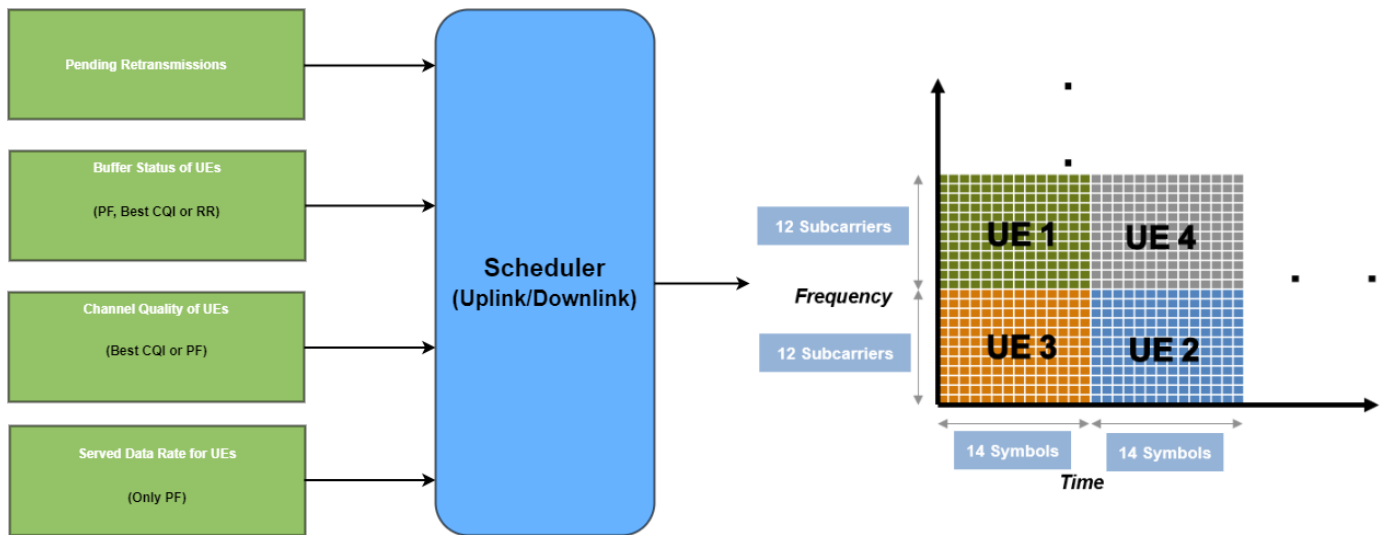 Pending Retransmissions
Buffer Status of UEs
(PF, Best CQI or RR)
Channel Quality of UEs
(Best CQI or PF)
Served Data Rate for UEs
(Only PF)
Scheduler
(Uplink/Downlink)
12 Subcarriers
Frequency
12 Subcarriers
UE 1
UE 4
UE 3
UE 2
14 Symbols
14 Symbols
Time